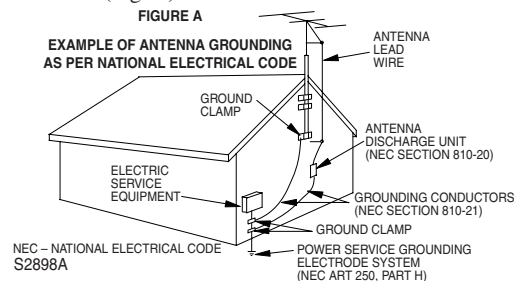 FIGURE A
EXAMPLE OF ANTENNA GROUNDING
AS PER NATIONAL ELECTRICAL CODE
ANTENNA
LEAD
WIRE
GROUND
CLAMP
ANTENNA
DISCHARGE UNIT
(NEC SECTION 810-20)
ELECTRIC
SERVICE
EQUIPMENT
GROUNDING CONDUCTORS
(NEC SECTION 810-21)
GROUND CLAMP
POWER SERVICE GROUNDING
ELECTRODE SYSTEM
(NEC ART 250, PART H)
NEC – NATIONAL ELECTRICAL CODE
S2898A